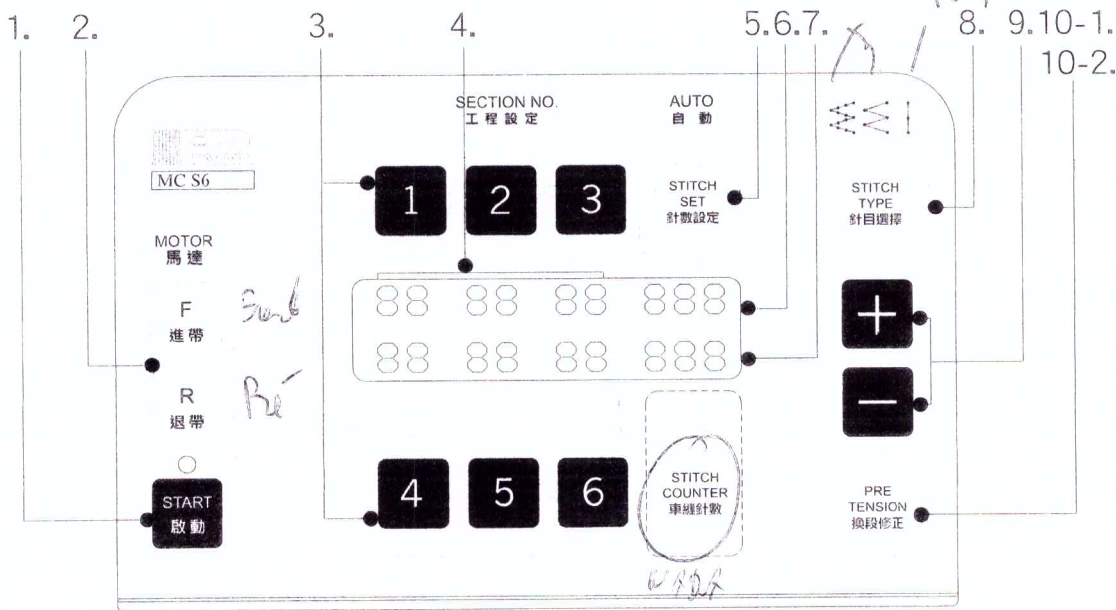 1. 2. 3. 4. 5.6.7. 8. 9.10-1.
10-2.
SECTION NO.
工程設定
AUTO
自動
MC S6
1 2 3
STITCH
SET
針數設定
STITCH
TYPE
針目選擇
MOTOR
馬達
F
進帶
88 88 88 888
+
88 88 88 888
R
退帶
−
START
啟動
4 5 6
STITCH
COUNTER
車縫針數
PRE
TENSION
換段修正